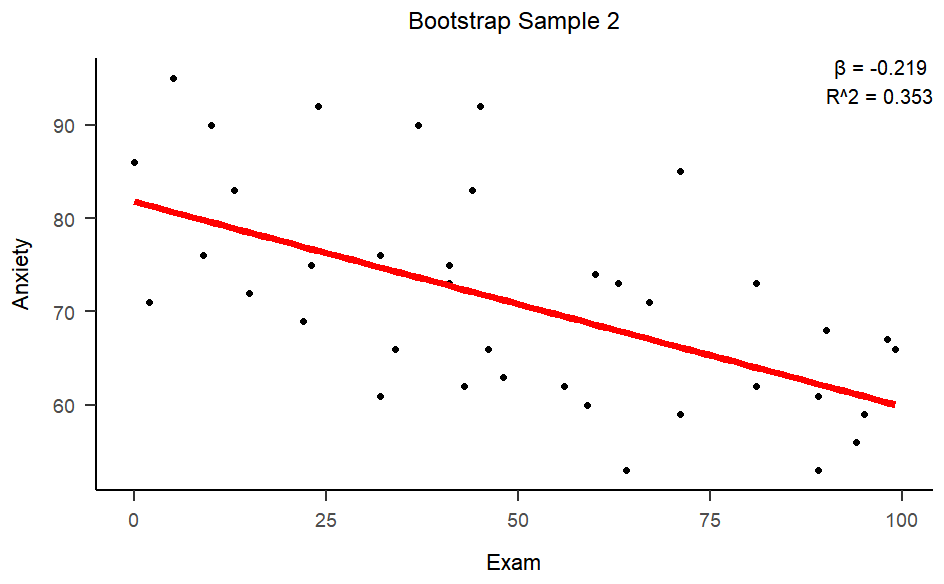 Bootstrap Sample 2
β = -0.219
R^2 = 0.353
90
80
70
60
Anxiety
0 25 50 75 100
Exam